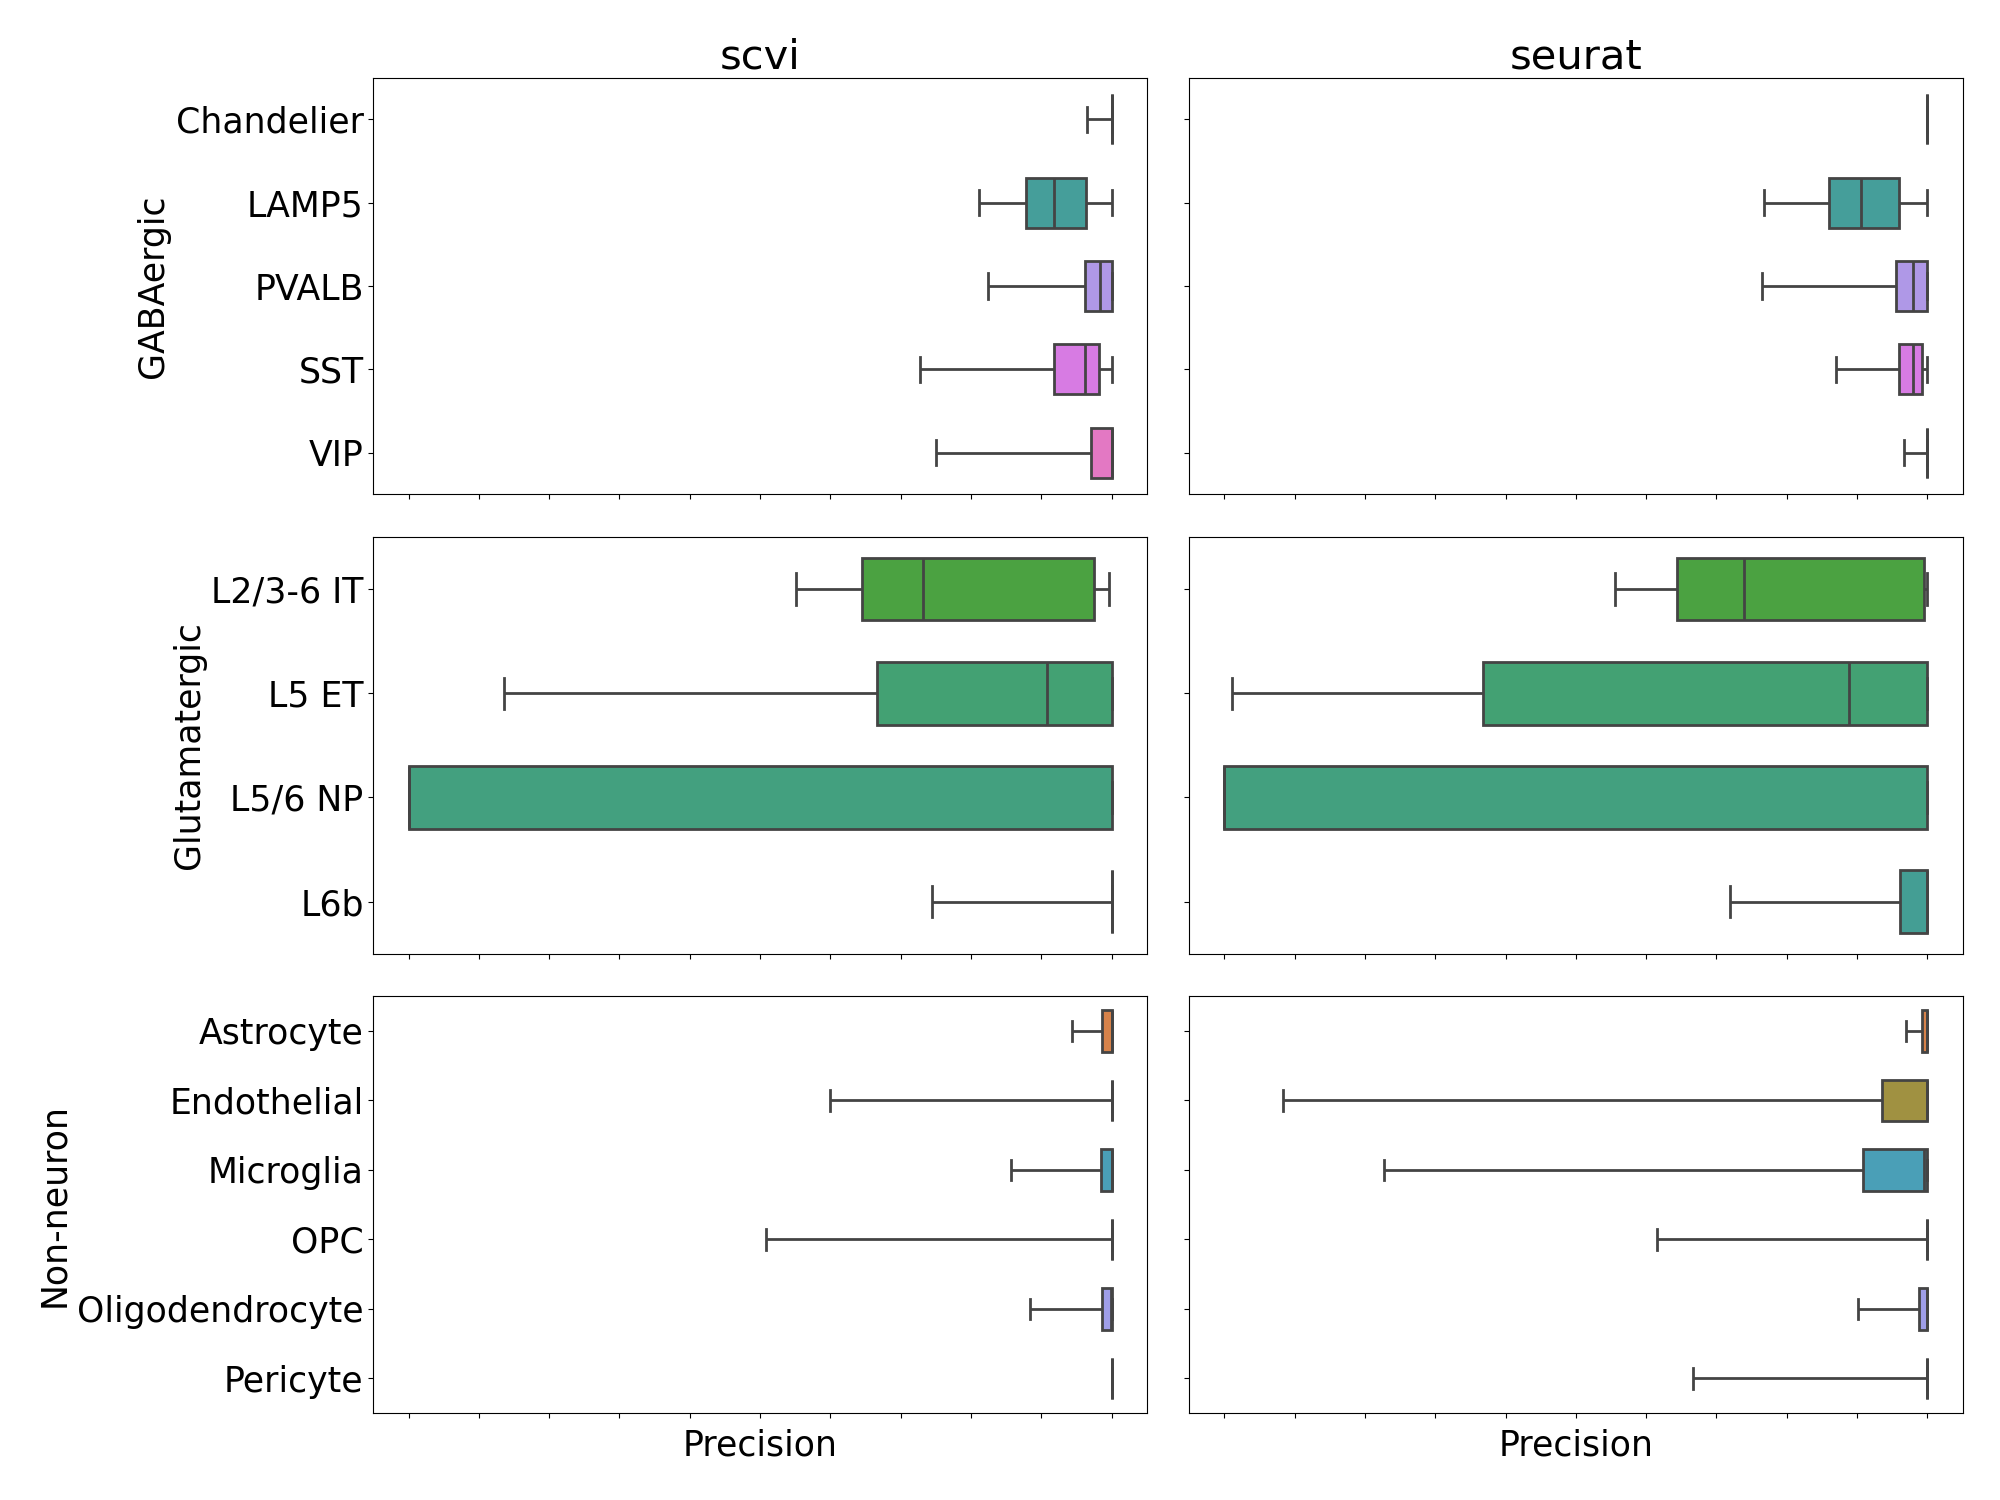 scvi
seurat
GABAergic
Chandelier
LAMP5
PVALB
SST
VIP
Glutamatergic
L2/3-6 IT
L5 ET
L5/6 NP
L6b
Non-neuron
Astrocyte
Endothelial
Microglia
OPC
Oligodendrocyte
Pericyte
Precision
Precision